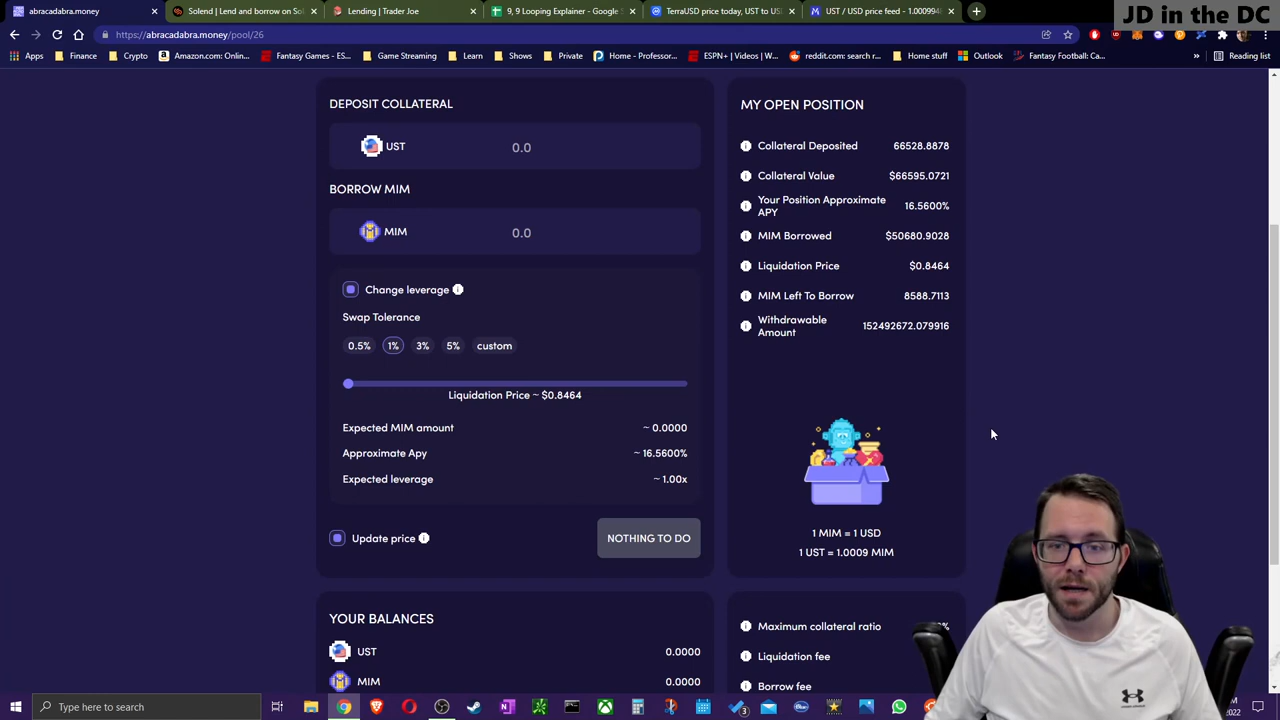 JD in the DC
abracadabra.money
Solend | Lend and borrow on Sol
Lending | Trader Joe
9, 9 Looping Explainer - Google S
TerraUSD price today, UST to US
UST / USD price feed - 1.000994
https://abracadabra.money/pool/26
Apps
Finance
Crypto
Amazon.com: Onlin...
Fantasy Games - ES...
Game Streaming
Learn
Shows
Private
Home - Professor...
ESPN+ | Videos | W...
reddit.com: search r...
Home stuff
Outlook
Fantasy Football: Ca...
»
Reading list
DEPOSIT COLLATERAL
UST 0.0
BORROW MIM
MIM 0.0
Change leverage
Swap Tolerance
0.5% 1% 3% 5% custom
Liquidation Price ~ $0.8464
Expected MIM amount ~ 0.0000
Approximate Apy ~ 16.5600%
Expected leverage ~ 1.00x
Update price
NOTHING TO DO
YOUR BALANCES
UST 0.0000
MIM 0.0000
MY OPEN POSITION
Collateral Deposited 66528.8878
Collateral Value $66595.0721
Your Position Approximate
APY 16.5600%
MIM Borrowed $50680.9028
Liquidation Price $0.8464
MIM Left To Borrow 8588.7113
Withdrawable
Amount 152492672.079916
1 MIM = 1 USD
1 UST = 1.0009 MIM
Maximum collateral ratio
Liquidation fee
Borrow fee
Type here to search